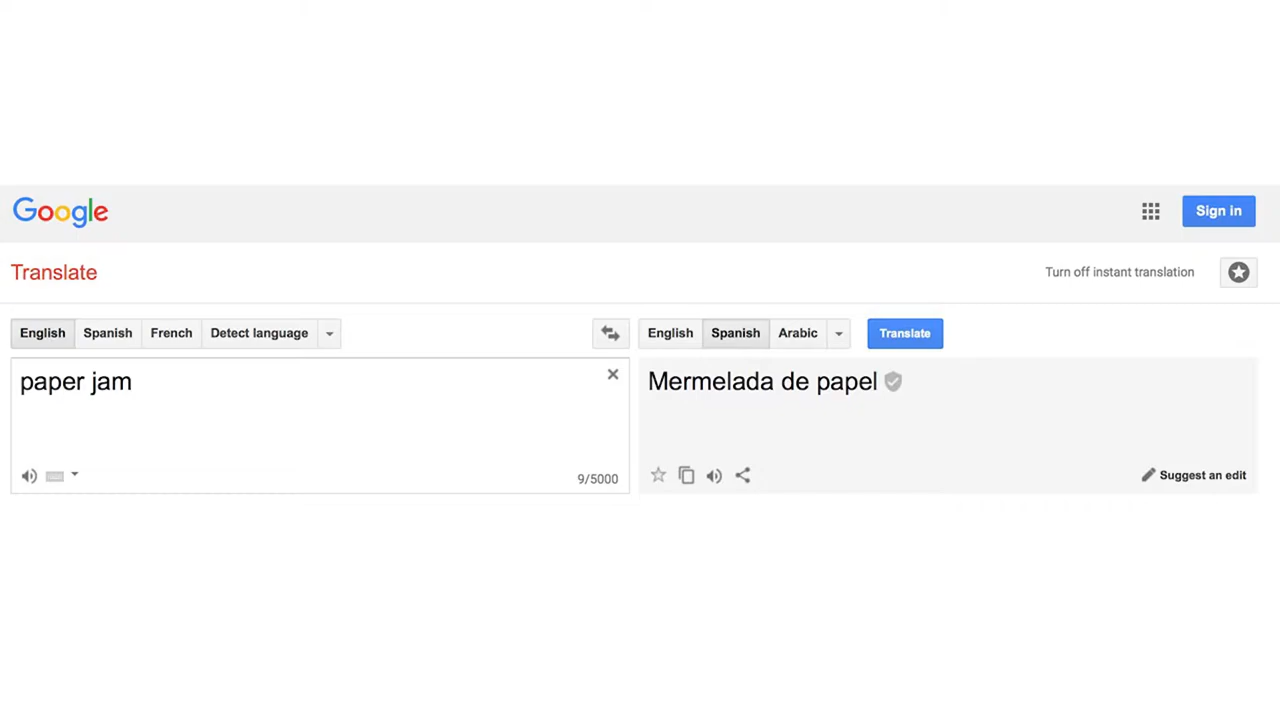 Google
Sign in
Translate
Turn off instant translation
English Spanish French Detect language
English Spanish Arabic Translate
paper jam
Mermelada de papel
9/5000
Suggest an edit